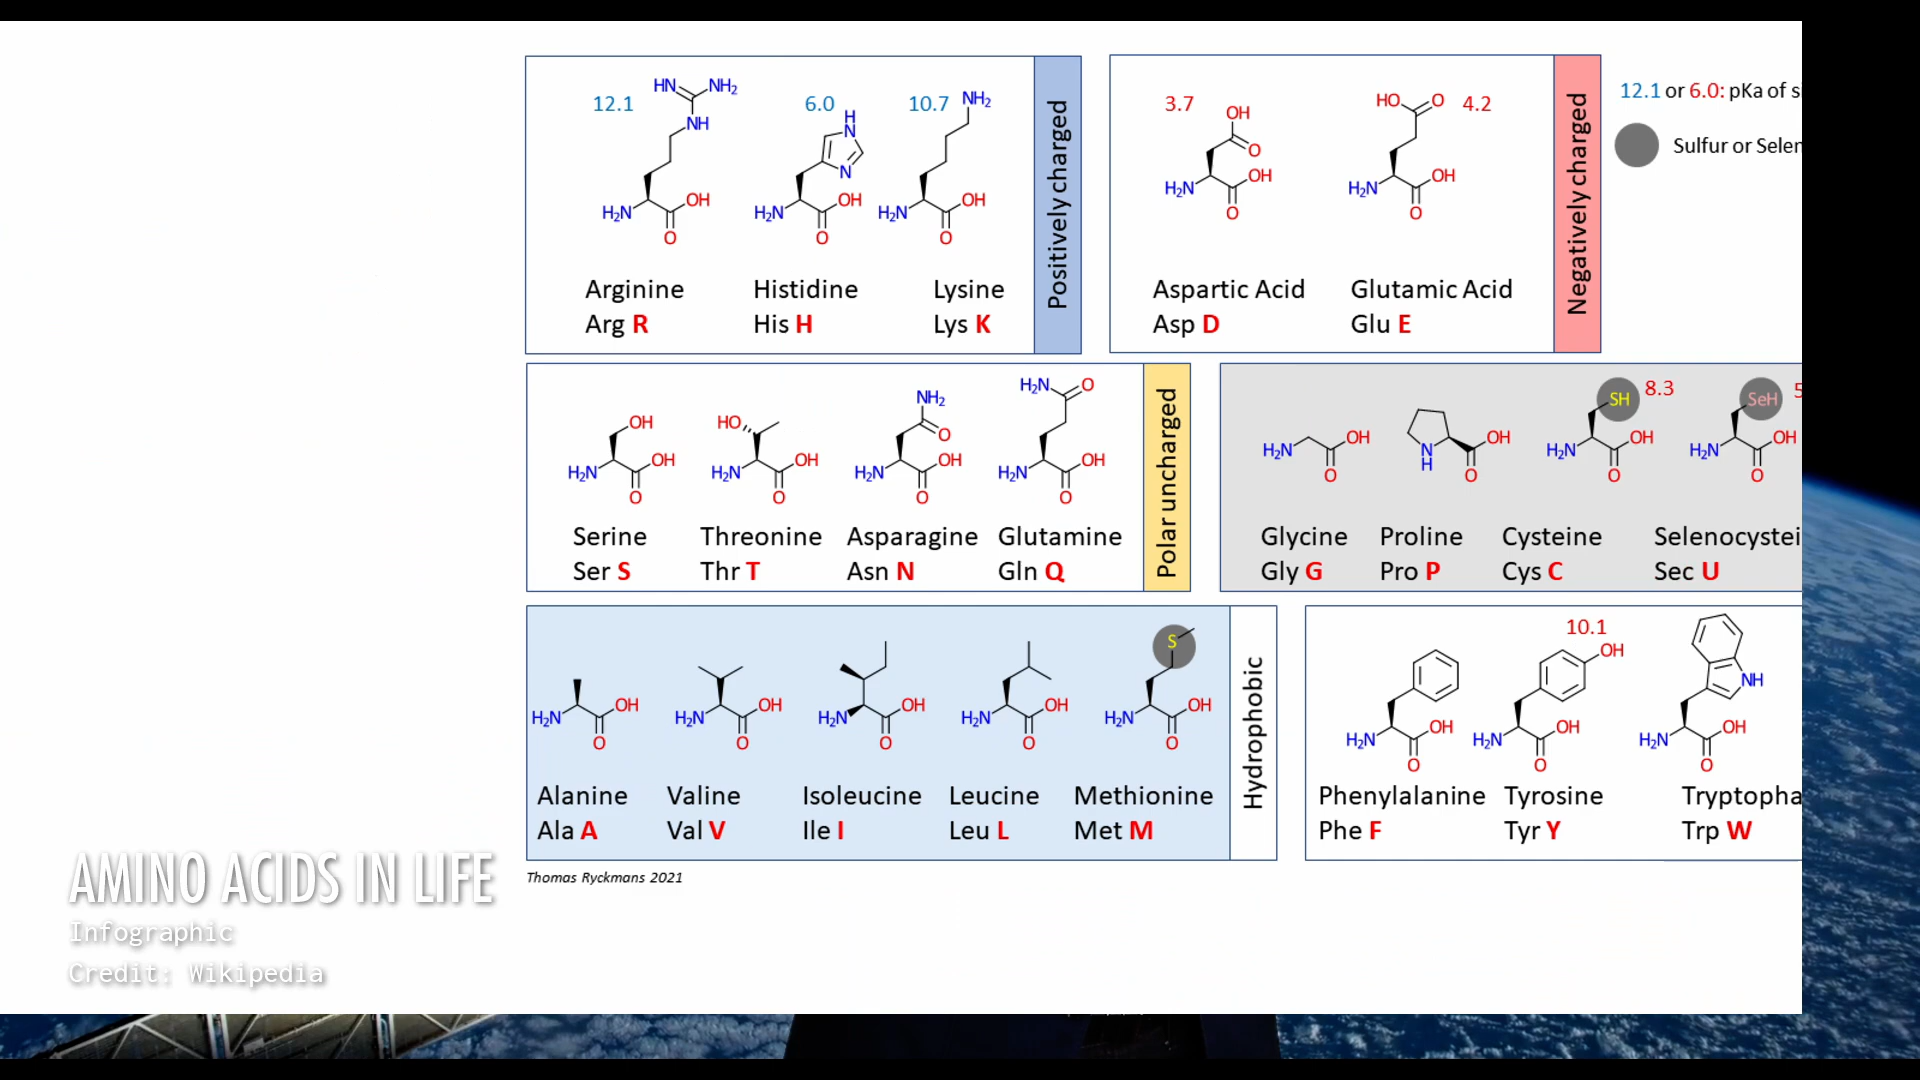 12.1
HN
NH₂
NH
H₂N
OH
O
6.0
H
N
N
H₂N
OH
O
10.7
NH₂
H₂N
OH
O
Arginine
Arg R
Histidine
His H
Lysine
Lys K
Positively charged
3.7
OH
O
H₂N
OH
O
HO
O
4.2
H₂N
OH
O
Aspartic Acid
Asp D
Glutamic Acid
Glu E
Negatively charged
12.1 or 6.0: pKa of
Sulfur or
OH
H₂N
OH
O
HO
H₂N
OH
O
NH₂
O
H₂N
OH
O
H₂N
O
H₂N
OH
O
Serine
Ser S
Threonine
Thr T
Asparagine
Asn N
Glutamine
Gln Q
Polar uncharged
H₂N
OH
O
N
H
OH
O
SH
8.3
H₂N
OH
O
SeH
5
H₂N
OH
O
Glycine
Gly G
Proline
Pro P
Cysteine
Cys C
Selenocystei
Sec U
H₂N
OH
O
H₂N
OH
O
H₂N
OH
O
H₂N
OH
O
S
H₂N
OH
O
Alanine
Ala A
Valine
Val V
Isoleucine
Ile I
Leucine
Leu L
Methionine
Met M
Hydrophobic
H₂N
OH
O
10.1
OH
H₂N
OH
O
NH
H₂N
OH
O
Phenylalanine
Phe F
Tyrosine
Tyr Y
Tryptopha
Trp W
Thomas Ryckmans 2021
AMINO ACIDS IN LIFE
Infographic
Credit: Wikipedia